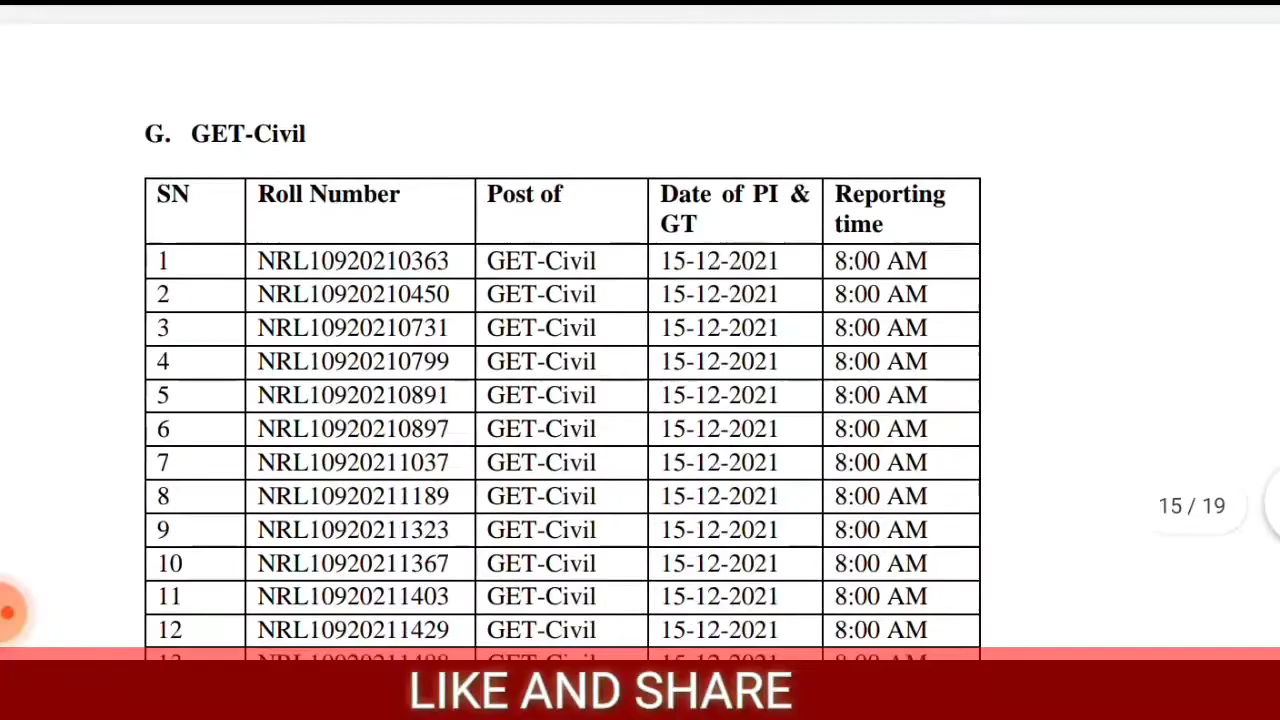 G. GET-Civil
SN Roll Number Post of Date of PI & GT Reporting time
1 NRL10920210363 GET-Civil 15-12-2021 8:00 AM
2 NRL10920210450 GET-Civil 15-12-2021 8:00 AM
3 NRL10920210731 GET-Civil 15-12-2021 8:00 AM
4 NRL10920210799 GET-Civil 15-12-2021 8:00 AM
5 NRL10920210891 GET-Civil 15-12-2021 8:00 AM
6 NRL10920210897 GET-Civil 15-12-2021 8:00 AM
7 NRL10920211037 GET-Civil 15-12-2021 8:00 AM
8 NRL10920211189 GET-Civil 15-12-2021 8:00 AM
9 NRL10920211323 GET-Civil 15-12-2021 8:00 AM
10 NRL10920211367 GET-Civil 15-12-2021 8:00 AM
11 NRL10920211403 GET-Civil 15-12-2021 8:00 AM
12 NRL10920211429 GET-Civil 15-12-2021 8:00 AM
15 / 19
LIKE AND SHARE